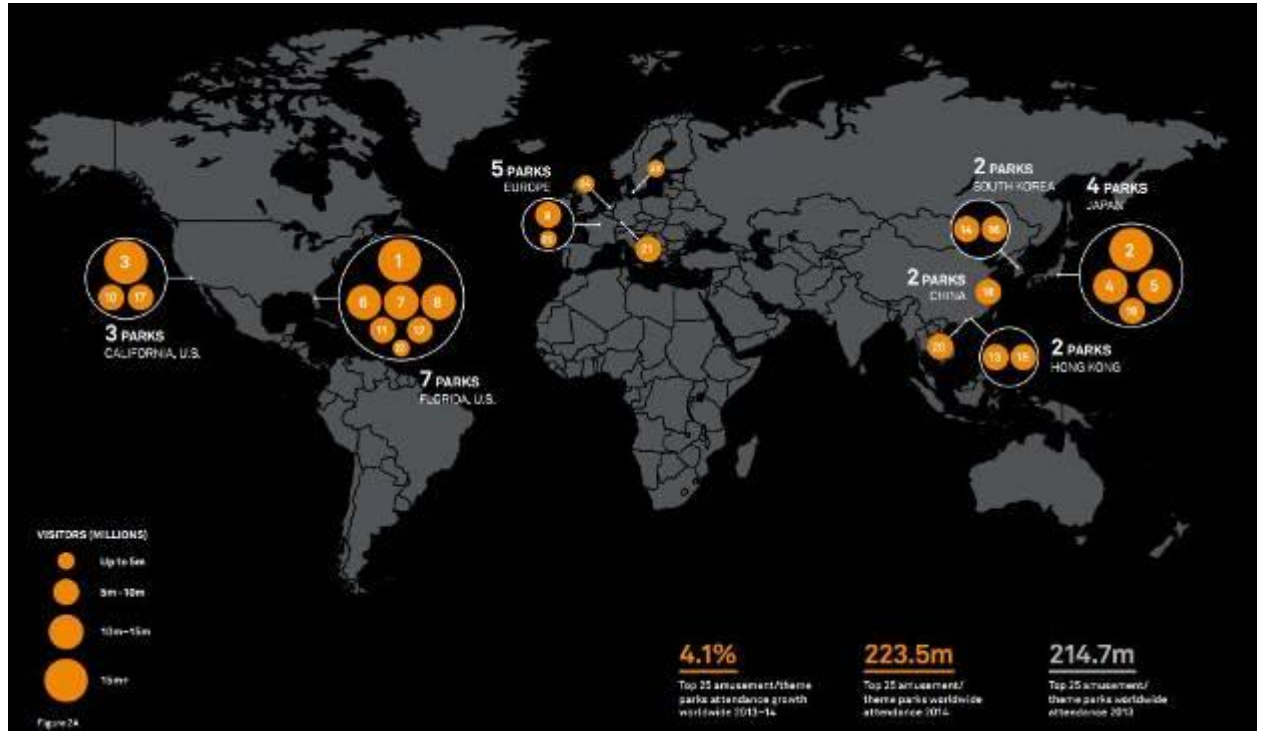 5 PARKS
EUROPE
2 PARKS
SOUTH KOREA
4 PARKS
JAPAN
9
21
14
16
2
4
5
3
10
17
3 PARKS
CALIFORNIA, U.S.
1
6
7
8
11
12
7 PARKS
FLORIDA, U.S.
2 PARKS
CHINA
20
13
15
2 PARKS
HONG KONG
VISITORS (MILLIONS)
Up to 5m
5m-10m
10m-15m
15m+
4.1%
Top 25 amusement/theme
parks attendance growth
worldwide 2013-14
223.5m
Top 25 amusement/
theme parks worldwide
attendance 2014
214.7m
Top 25 amusement/
theme parks worldwide
attendance 2013
Figure 2A